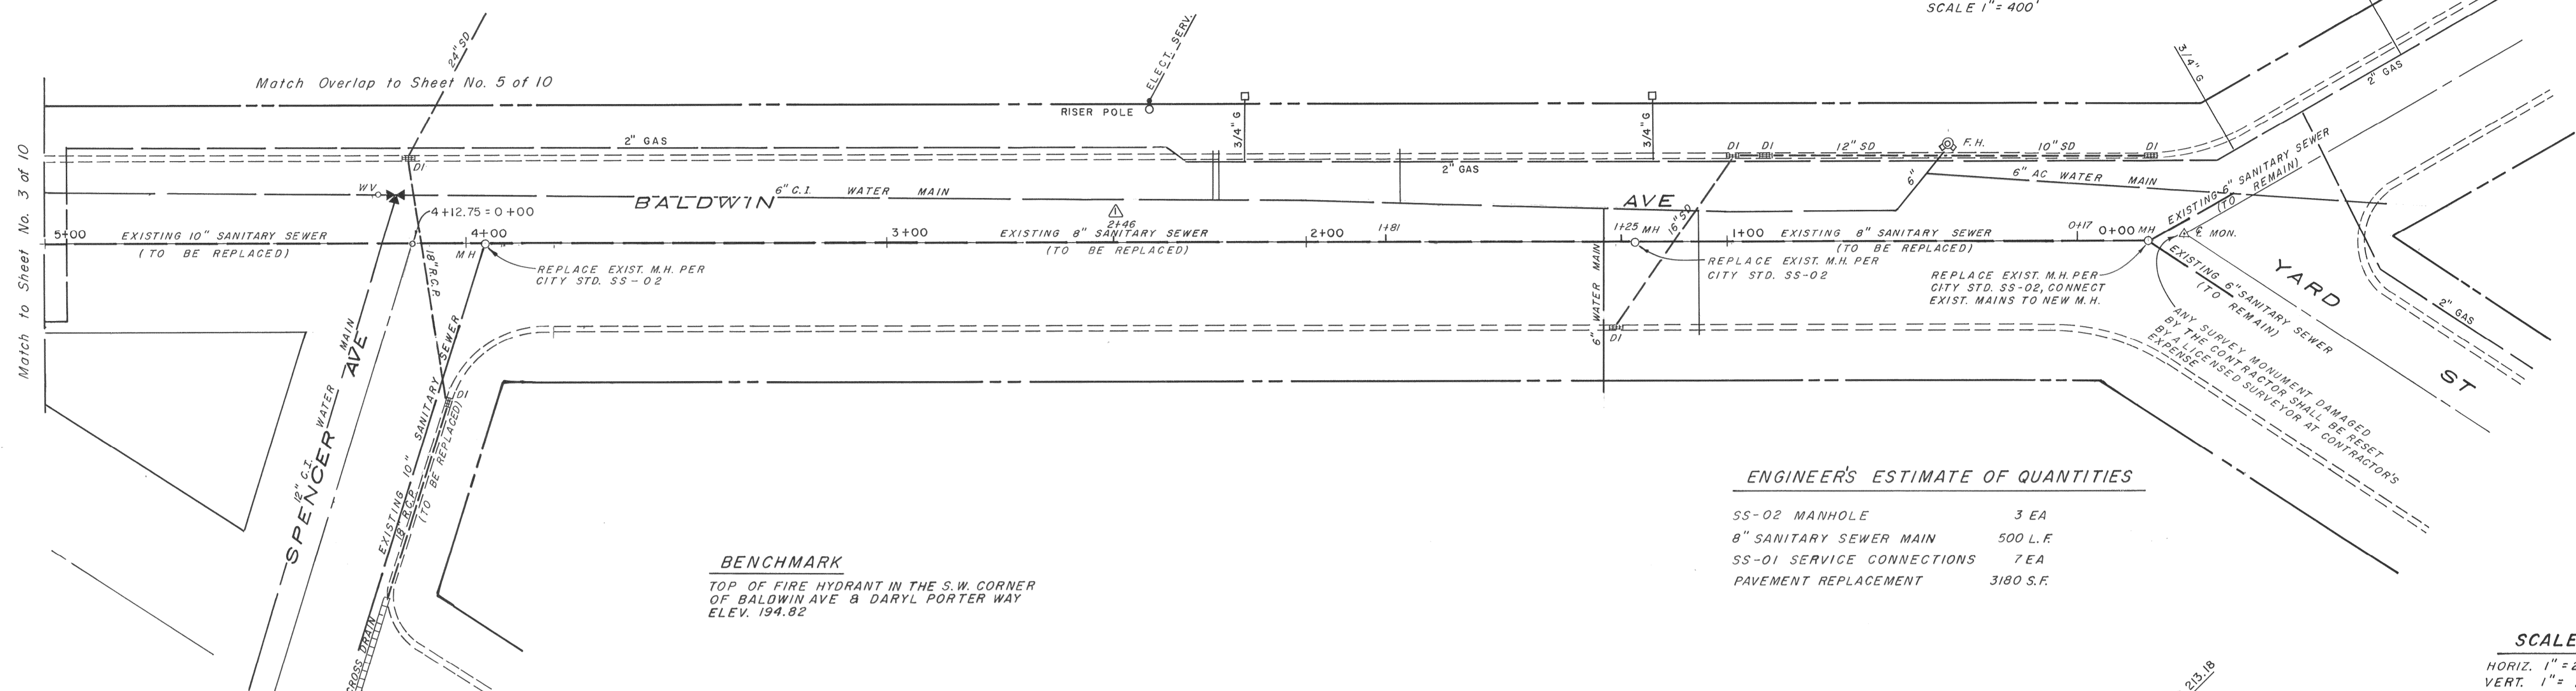 SCALE 1" = 400'
24" SD
Match Overlap to Sheet No. 5 of 10
ELECT. SERV.
RISER POLE
3/4" G
3/4" G
3/4" G
2" GAS
2" GAS
2" GAS
DI
DI
DI
12" SD
F.H.
10" SD
DI
Match to Sheet No. 3 of 10
WV
6" C.I. WATER MAIN
BALDWIN
AVE
6"
6" AC WATER MAIN
EXISTING 6" SANITARY SEWER
(TO REMAIN)
4+12.75 = 0+00
5+00
EXISTING 10" SANITARY SEWER
(TO BE REPLACED)
4+00
MH
REPLACE EXIST. M.H. PER
CITY STD. SS-02
3+00
2+46
EXISTING 8" SANITARY SEWER
(TO BE REPLACED)
2+00
1+81
1+25 MH
16" SD
REPLACE EXIST. M.H. PER
CITY STD. SS-02
1+00
EXISTING 8" SANITARY SEWER
(TO BE REPLACED)
0+17
0+00 MH
℄ MON.
REPLACE EXIST. M.H. PER
CITY STD. SS-02, CONNECT
EXIST. MAINS TO NEW M.H.
EXISTING 6" SANITARY SEWER
(TO REMAIN)
YARD
ST
2" GAS
ANY SURVEY MONUMENT DAMAGED
BY THE CONTRACTOR SHALL BE RESET
BY A LICENSED SURVEYOR AT CONTRACTOR'S
EXPENSE
6" WATER MAIN
DI
18" R.C.P.
SPENCER AVE
12" C.I. WATER MAIN
EXISTING 10" SANITARY SEWER
(TO BE REPLACED)
18" R.C.P.
DI
CROSS DRAIN
BENCHMARK
TOP OF FIRE HYDRANT IN THE S.W. CORNER
OF BALDWIN AVE & DARYL PORTER WAY
ELEV. 194.82
ENGINEER'S ESTIMATE OF QUANTITIES
SS-02 MANHOLE 3 EA
8" SANITARY SEWER MAIN 500 L.F.
SS-01 SERVICE CONNECTIONS 7 EA
PAVEMENT REPLACEMENT 3180 S.F.
213.18
SCALE
HORIZ. 1" = 2
VERT. 1" =